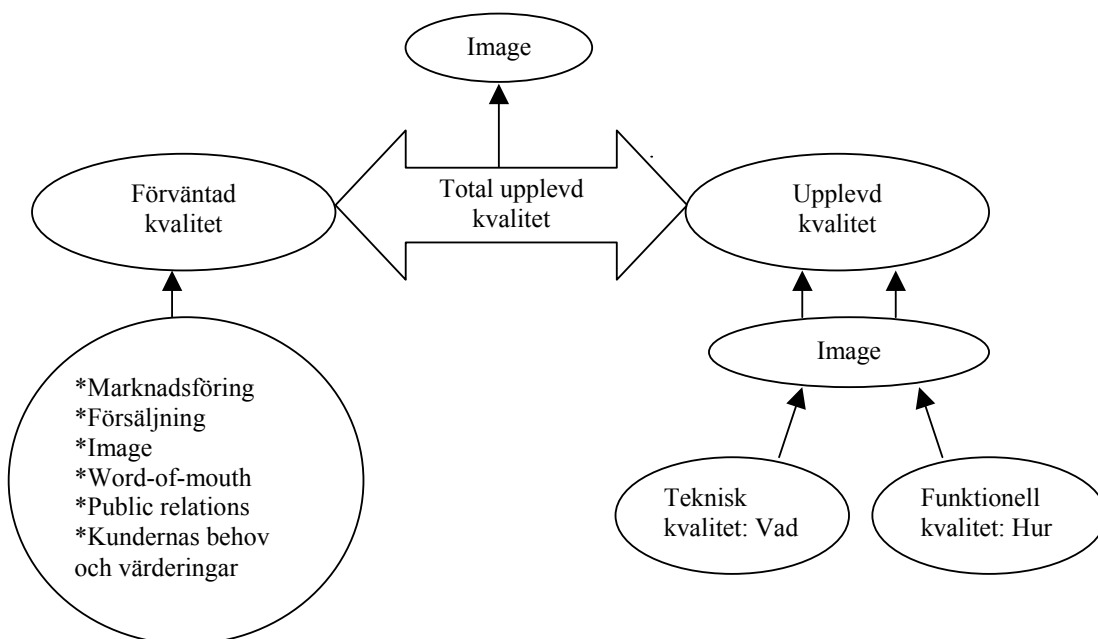 Image
Förväntad
kvalitet
Total upplevd
kvalitet
Upplevd
kvalitet
Image
*Marknadsföring
*Försäljning
*Image
*Word-of-mouth
*Public relations
*Kundernas behov
och värderingar
Teknisk
kvalitet: Vad
Funktionell
kvalitet: Hur